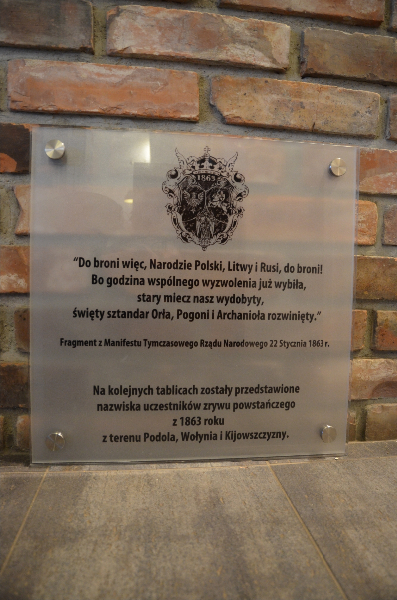 1863
"Do broni więc, Narodzie Polski, Litwy i Rusi, do broni!
Bo godzina wspólnego wyzwolenia już wybiła,
stary miecz nasz wydobyty,
święty sztandar Orła, Pogoni i Archanioła rozwinięty."
Fragment z Manifestu Tymczasowego Rządu Narodowego 22 Stycznia 1863 r.
Na kolejnych tablicach zostały przedstawione
nazwiska uczestników zrywu powstańczego
z 1863 roku
z terenu Podola, Wołynia i Kijowszczyzny.